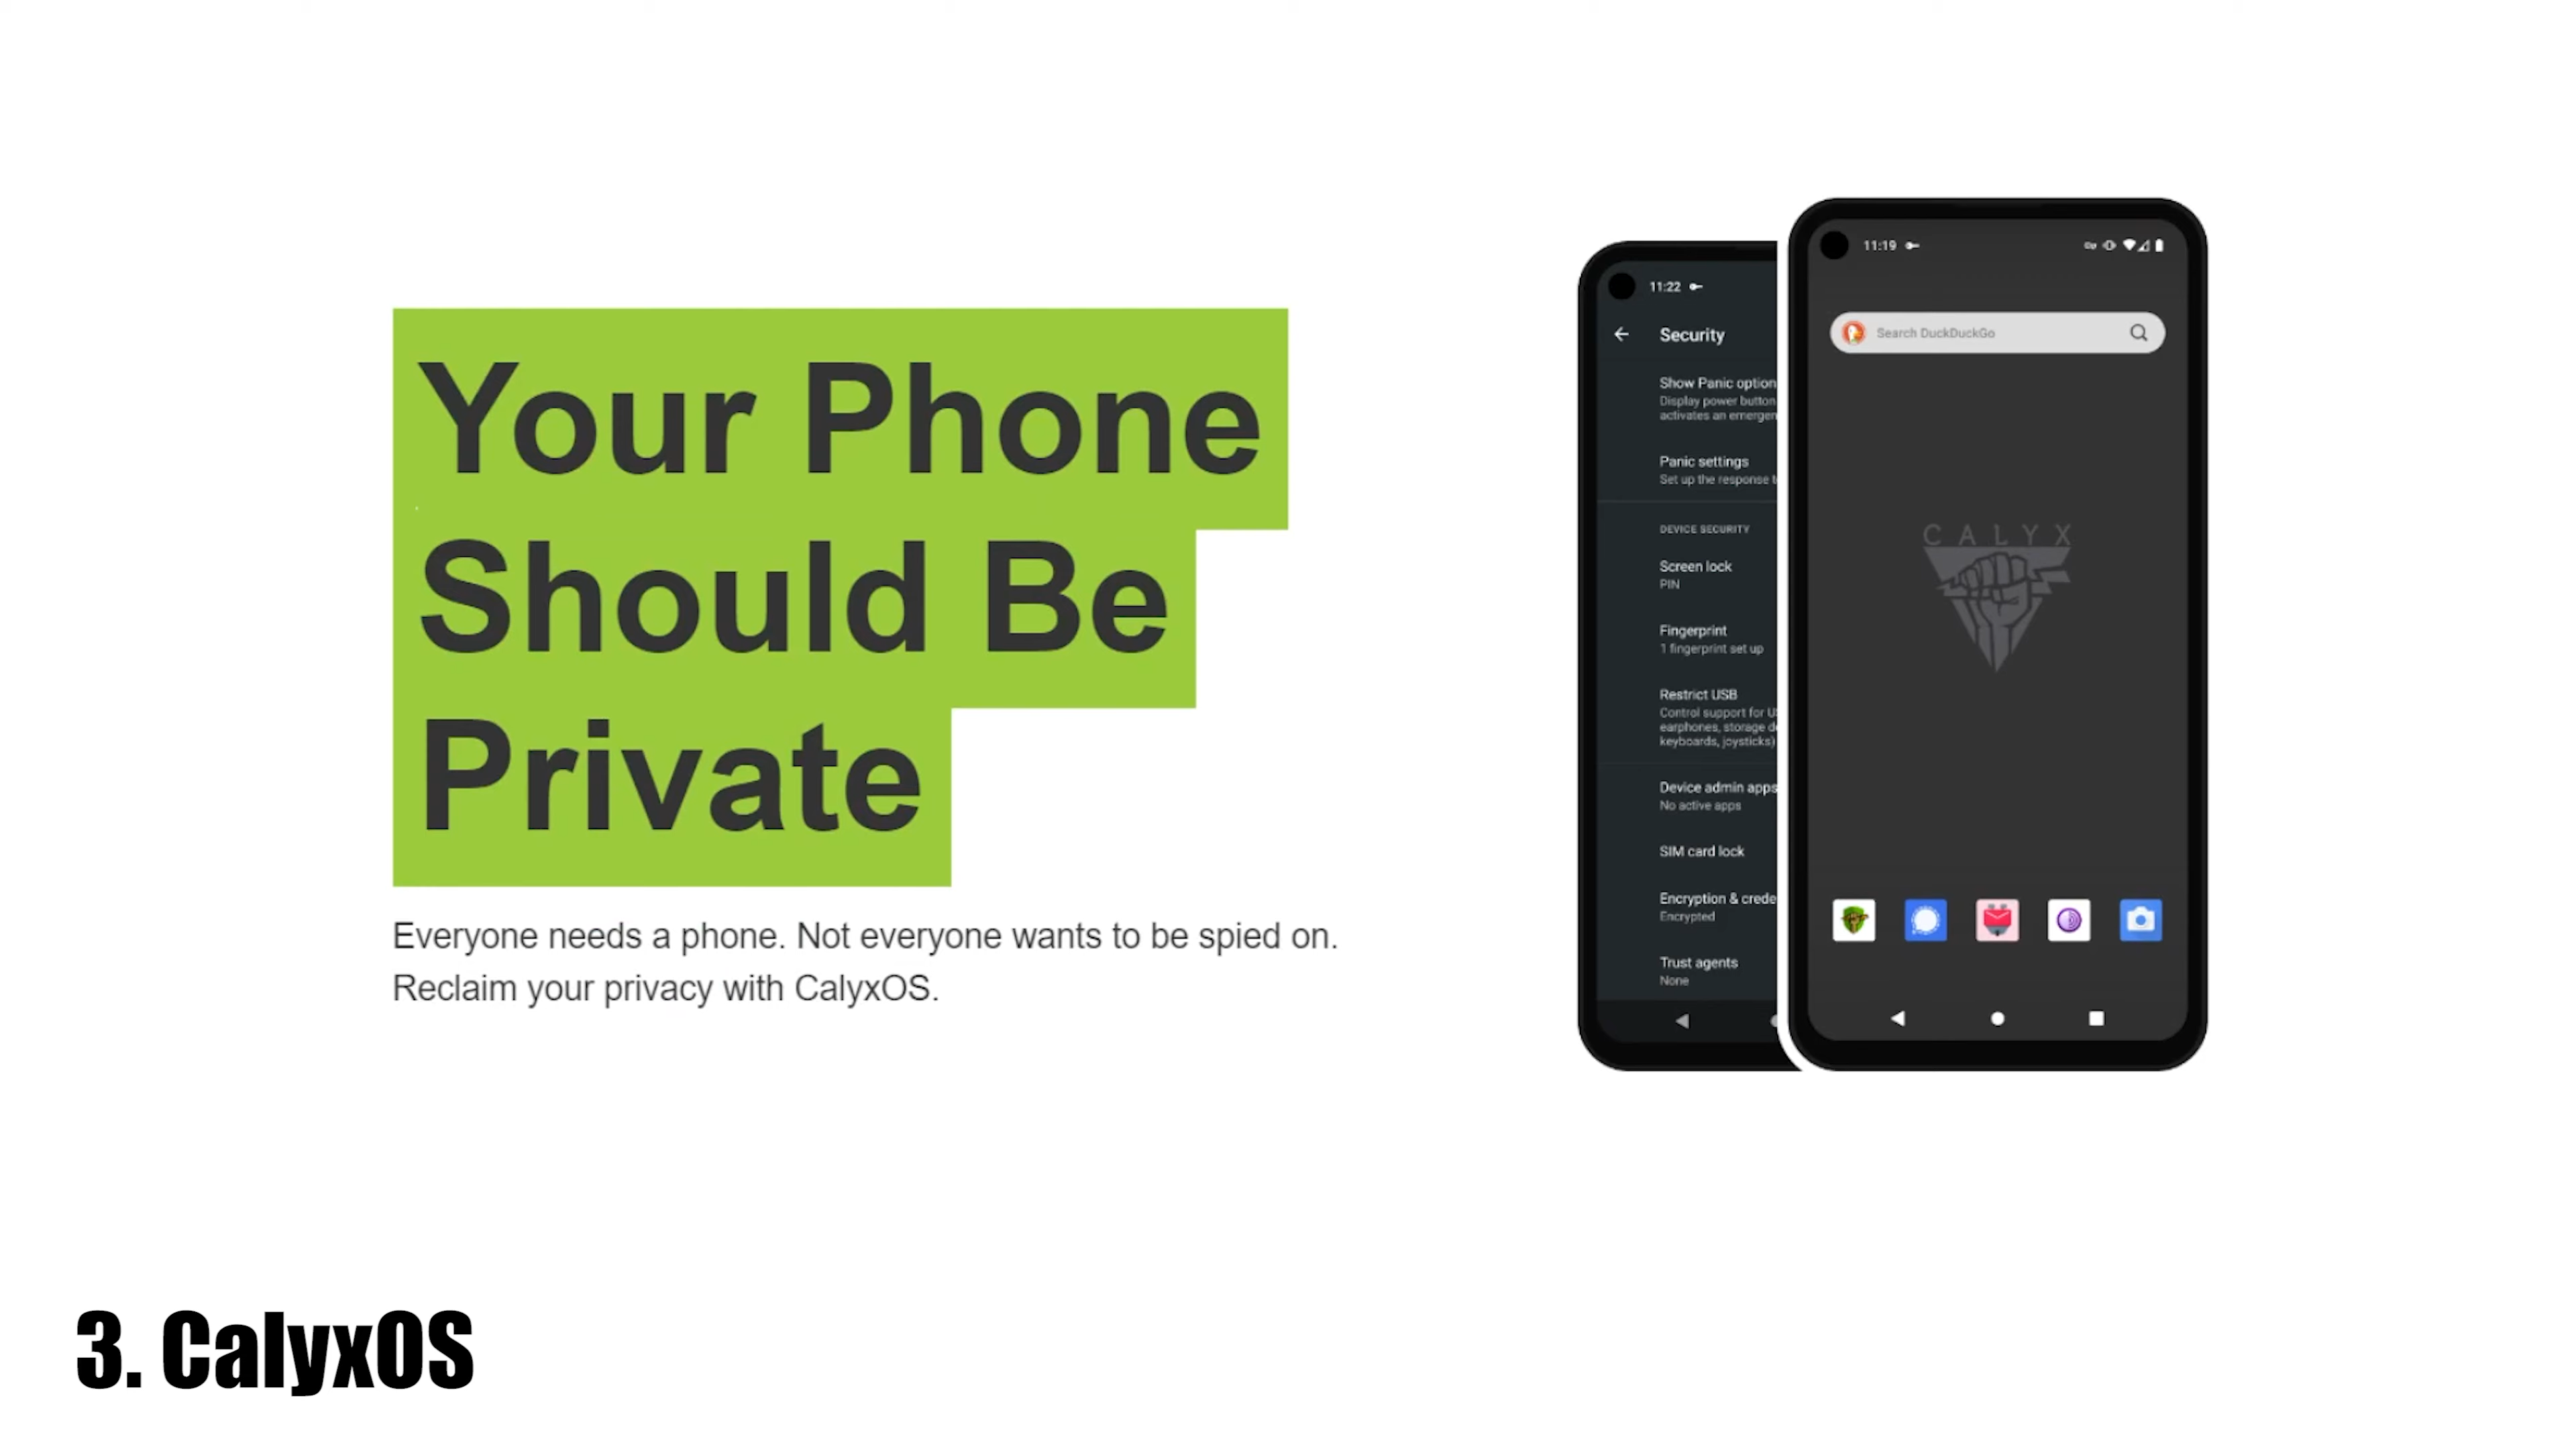 Your Phone
Should Be
Private
Everyone needs a phone. Not everyone wants to be spied on.
Reclaim your privacy with CalyxOS.
11:22
Security
Show Panic option
Display power button
activates an emergen
Panic settings
Set up the response t
DEVICE SECURITY
Screen lock
PIN
Fingerprint
1 fingerprint set up
Restrict USB
Control support for U
earphones, storage d
keyboards, joysticks)
Device admin apps
No active apps
SIM card lock
Encryption & crede
Encrypted
Trust agents
None
11:19
Search DuckDuckGo
CALYX
3. CalyxOS